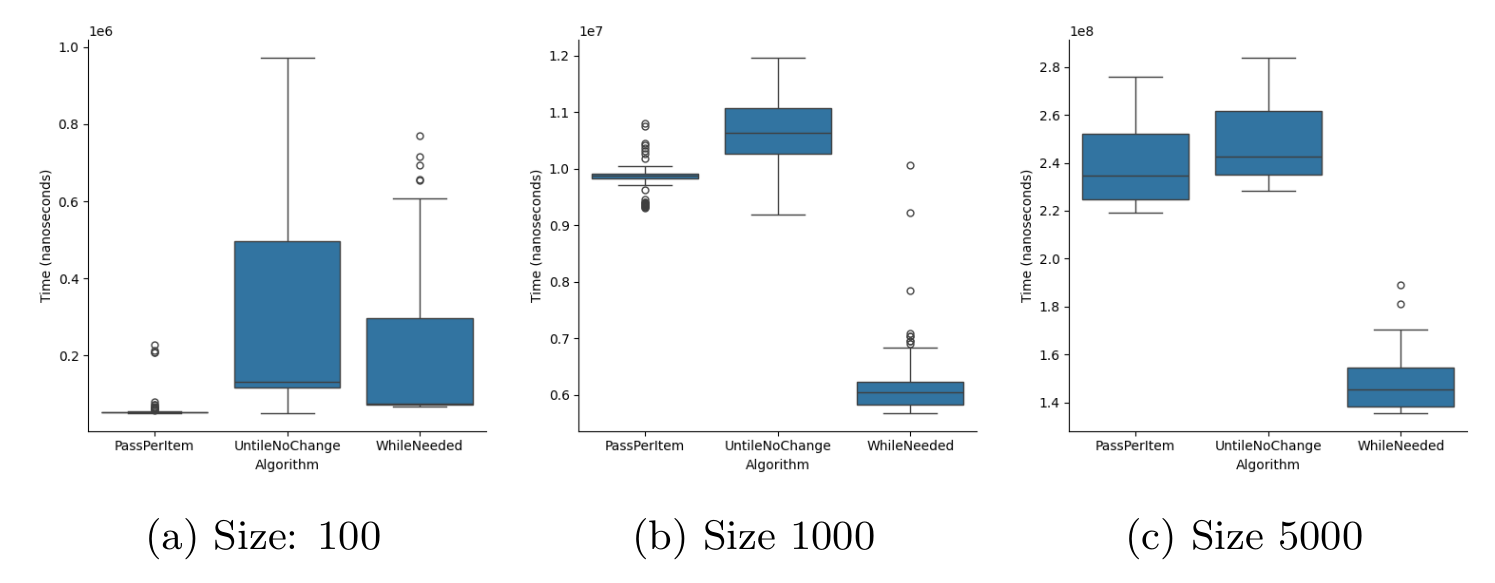 1e6
1.0
0.8
0.6
0.4
0.2
Time (nanoseconds)
PassPerItem UntileNoChange WhileNeeded
Algorithm
(a) Size: 100
1e7
1.2
1.1
1.0
0.9
0.8
0.7
0.6
Time (nanoseconds)
PassPerItem UntileNoChange WhileNeeded
Algorithm
(b) Size 1000
1e8
2.8
2.6
2.4
2.2
2.0
1.8
1.6
1.4
Time (nanoseconds)
PassPerItem UntileNoChange WhileNeeded
Algorithm
(c) Size 5000